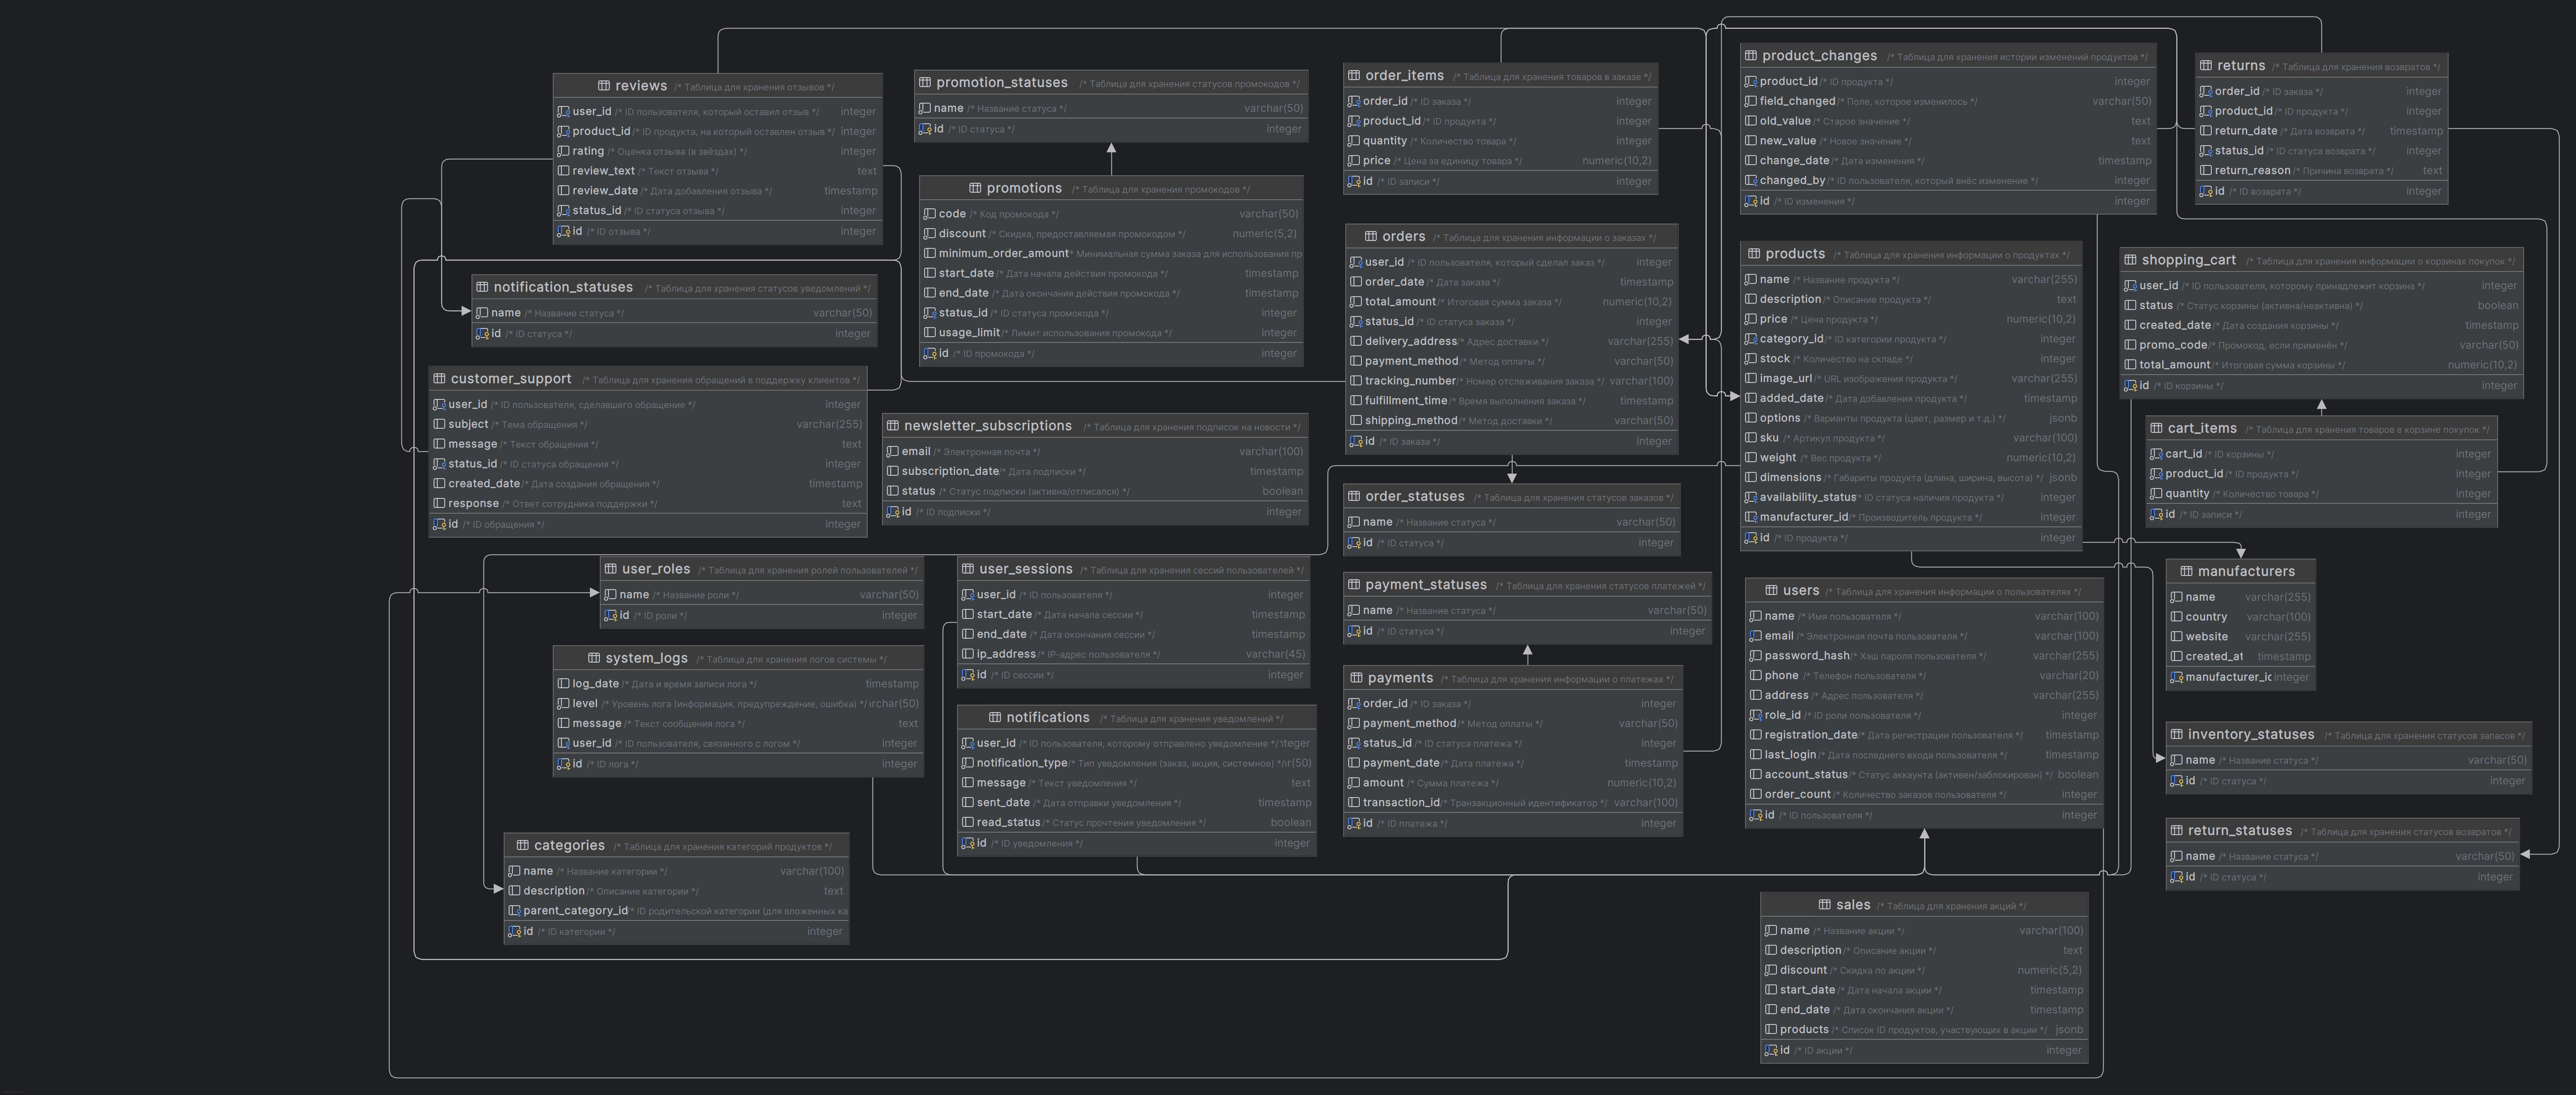 reviews /* Таблица для хранения отзывов */
user_id /* ID пользователя, который оставил отзыв */ integer
product_id /* ID продукта, на который оставлен отзыв */ integer
rating /* Оценка отзыва (в звёздах) */ integer
review_text /* Текст отзыва */ text
review_date /* Дата добавления отзыва */ timestamp
status_id /* ID статуса отзыва */ integer
id /* ID отзыва */ integer
promotion_statuses /* Таблица для хранения статусов промокодов */
name /* Название статуса */ varchar(50)
id /* ID статуса */ integer
promotions /* Таблица для хранения промокодов */
code /* Код промокода */ varchar(50)
discount /* Скидка, предоставляемая промокодом */ numeric(5,2)
minimum_order_amount* Минимальная сумма заказа для использования пр
start_date /* Дата начала действия промокода */ timestamp
end_date /* Дата окончания действия промокода */ timestamp
status_id /* ID статуса промокода */ integer
usage_limit /* Лимит использования промокода */ integer
id /* ID промокода */ integer
order_items /* Таблица для хранения товаров в заказе */
order_id /* ID заказа */ integer
product_id /* ID продукта */ integer
quantity /* Количество товара */ integer
price /* Цена за единицу товара */ numeric(10,2)
id /* ID записи */ integer
product_changes /* Таблица для хранения истории изменений продуктов */
product_id /* ID продукта */ integer
field_changed /* Поле, которое изменилось */ varchar(50)
old_value /* Старое значение */ text
new_value /* Новое значение */ text
change_date /* Дата изменения */ timestamp
changed_by /* ID пользователя, который внёс изменение */ integer
id /* ID изменения */ integer
returns /* Таблица для хранения возвратов */
order_id /* ID заказа */ integer
product_id /* ID продукта */ integer
return_date /* Дата возврата */ timestamp
status_id /* ID статуса возврата */ integer
return_reason /* Причина возврата */ text
id /* ID возврата */ integer
orders /* Таблица для хранения информации о заказах */
user_id /* ID пользователя, который сделал заказ */ integer
order_date /* Дата заказа */ timestamp
total_amount /* Итоговая сумма заказа */ numeric(10,2)
status_id /* ID статуса заказа */ integer
delivery_address /* Адрес доставки */ varchar(255)
payment_method /* Метод оплаты */ varchar(50)
tracking_number /* Номер отслеживания заказа */ varchar(100)
fulfillment_time /* Время выполнения заказа */ timestamp
shipping_method /* Метод доставки */ varchar(50)
id /* ID заказа */ integer
products /* Таблица для хранения информации о продуктах */
name /* Название продукта */ varchar(255)
description /* Описание продукта */ text
price /* Цена продукта */ numeric(10,2)
category_id /* ID категории продукта */ integer
stock /* Количество на складе */ integer
image_url /* URL изображения продукта */ varchar(255)
added_date /* Дата добавления продукта */ timestamp
options /* Варианты продукта (цвет, размер и т.д.) */ jsonb
sku /* Артикул продукта */ varchar(100)
weight /* Вес продукта */ numeric(10,2)
dimensions /* Габариты продукта (длина, ширина, высота) */ jsonb
availability_status* ID статуса наличия продукта */ integer
manufacturer_id /* Производитель продукта */ integer
id /* ID продукта */ integer
shopping_cart /* Таблица для хранения информации о корзинах покупок */
user_id /* ID пользователя, которому принадлежит корзина */ integer
status /* Статус корзины (активна/неактивна) */ boolean
created_date /* Дата создания корзины */ timestamp
promo_code /* Промокод, если применён */ varchar(50)
total_amount /* Итоговая сумма корзины */ numeric(10,2)
id /* ID корзины */ integer
notification_statuses /* Таблица для хранения статусов уведомлений */
name /* Название статуса */ varchar(50)
id /* ID статуса */ integer
customer_support /* Таблица для хранения обращений в поддержку клиентов */
user_id /* ID пользователя, сделавшего обращение */ integer
subject /* Тема обращения */ varchar(255)
message /* Текст обращения */ text
status_id /* ID статуса обращения */ integer
created_date /* Дата создания обращения */ timestamp
response /* Ответ сотрудника поддержки */ text
id /* ID обращения */ integer
newsletter_subscriptions /* Таблица для хранения подписок на новости */
email /* Электронная почта */ varchar(100)
subscription_date /* Дата подписки */ timestamp
status /* Статус подписки (активна/отписался) */ boolean
id /* ID подписки */ integer
cart_items /* Таблица для хранения товаров в корзине покупок */
cart_id /* ID корзины */ integer
product_id /* ID продукта */ integer
quantity /* Количество товара */ integer
id /* ID записи */ integer
order_statuses /* Таблица для хранения статусов заказов */
name /* Название статуса */ varchar(50)
id /* ID статуса */ integer
user_roles /* Таблица для хранения ролей пользователей */
name /* Название роли */ varchar(50)
id /* ID роли */ integer
user_sessions /* Таблица для хранения сессий пользователей */
user_id /* ID пользователя */ integer
start_date /* Дата начала сессии */ timestamp
end_date /* Дата окончания сессии */ timestamp
ip_address /* IP-адрес пользователя */ varchar(45)
id /* ID сессии */ integer
payment_statuses /* Таблица для хранения статусов платежей */
name /* Название статуса */ varchar(50)
id /* ID статуса */ integer
users /* Таблица для хранения информации о пользователях */
name /* Имя пользователя */ varchar(100)
email /* Электронная почта пользователя */ varchar(100)
password_hash /* Хэш пароля пользователя */ varchar(255)
phone /* Телефон пользователя */ varchar(20)
address /* Адрес пользователя */ varchar(255)
role_id /* ID роли пользователя */ integer
registration_date /* Дата регистрации пользователя */ timestamp
last_login /* Дата последнего входа пользователя */ timestamp
account_status /* Статус аккаунта (активен/заблокирован) */ boolean
order_count /* Количество заказов пользователя */ integer
id /* ID пользователя */ integer
manufacturers
name varchar(255)
country varchar(100)
website varchar(255)
created_at timestamp
manufacturer_ic integer
system_logs /* Таблица для хранения логов системы */
log_date /* Дата и время записи лога */ timestamp
level /* Уровень лога (информация, предупреждение, ошибка) */ rchar(50)
message /* Текст сообщения лога */ text
user_id /* ID пользователя, связанного с логом */ integer
id /* ID лога */ integer
notifications /* Таблица для хранения уведомлений */
user_id /* ID пользователя, которому отправлено уведомление */ nteger
notification_type /* Тип уведомления (заказ, акция, системное) */ r(50)
message /* Текст уведомления */ text
sent_date /* Дата отправки уведомления */ timestamp
read_status /* Статус прочтения уведомления */ boolean
id /* ID уведомления */ integer
payments /* Таблица для хранения информации о платежах */
order_id /* ID заказа */ integer
payment_method /* Метод оплаты */ varchar(50)
status_id /* ID статуса платежа */ integer
payment_date /* Дата платежа */ timestamp
amount /* Сумма платежа */ numeric(10,2)
transaction_id /* Транзакционный идентификатор */ varchar(100)
id /* ID платежа */ integer
inventory_statuses /* Таблица для хранения статусов запасов */
name /* Название статуса */ varchar(50)
id /* ID статуса */ integer
return_statuses /* Таблица для хранения статусов возвратов */
name /* Название статуса */ varchar(50)
id /* ID статуса */ integer
categories /* Таблица для хранения категорий продуктов */
name /* Название категории */ varchar(100)
description /* Описание категории */ text
parent_category_id /* ID родительской категории (для вложенных ка
id /* ID категории */ integer
sales /* Таблица для хранения акций */
name /* Название акции */ varchar(100)
description /* Описание акции */ text
discount /* Скидка по акции */ numeric(5,2)
start_date /* Дата начала акции */ timestamp
end_date /* Дата окончания акции */ timestamp
products /* Список ID продуктов, участвующих в акции */ jsonb
id /* ID акции */ integer